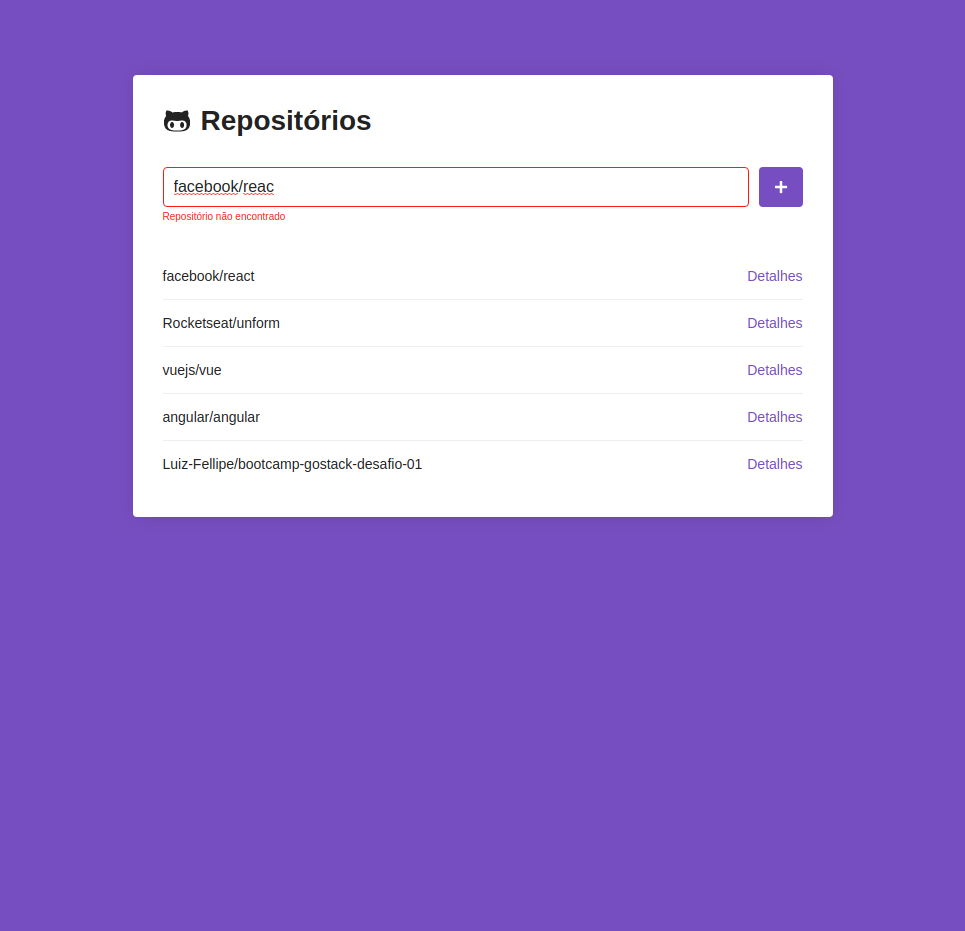 Repositórios
facebook/reac
Repositório não encontrado
facebook/react Detalhes
Rocketseat/unform Detalhes
vuejs/vue Detalhes
angular/angular Detalhes
Luiz-Fellipe/bootcamp-gostack-desafio-01 Detalhes